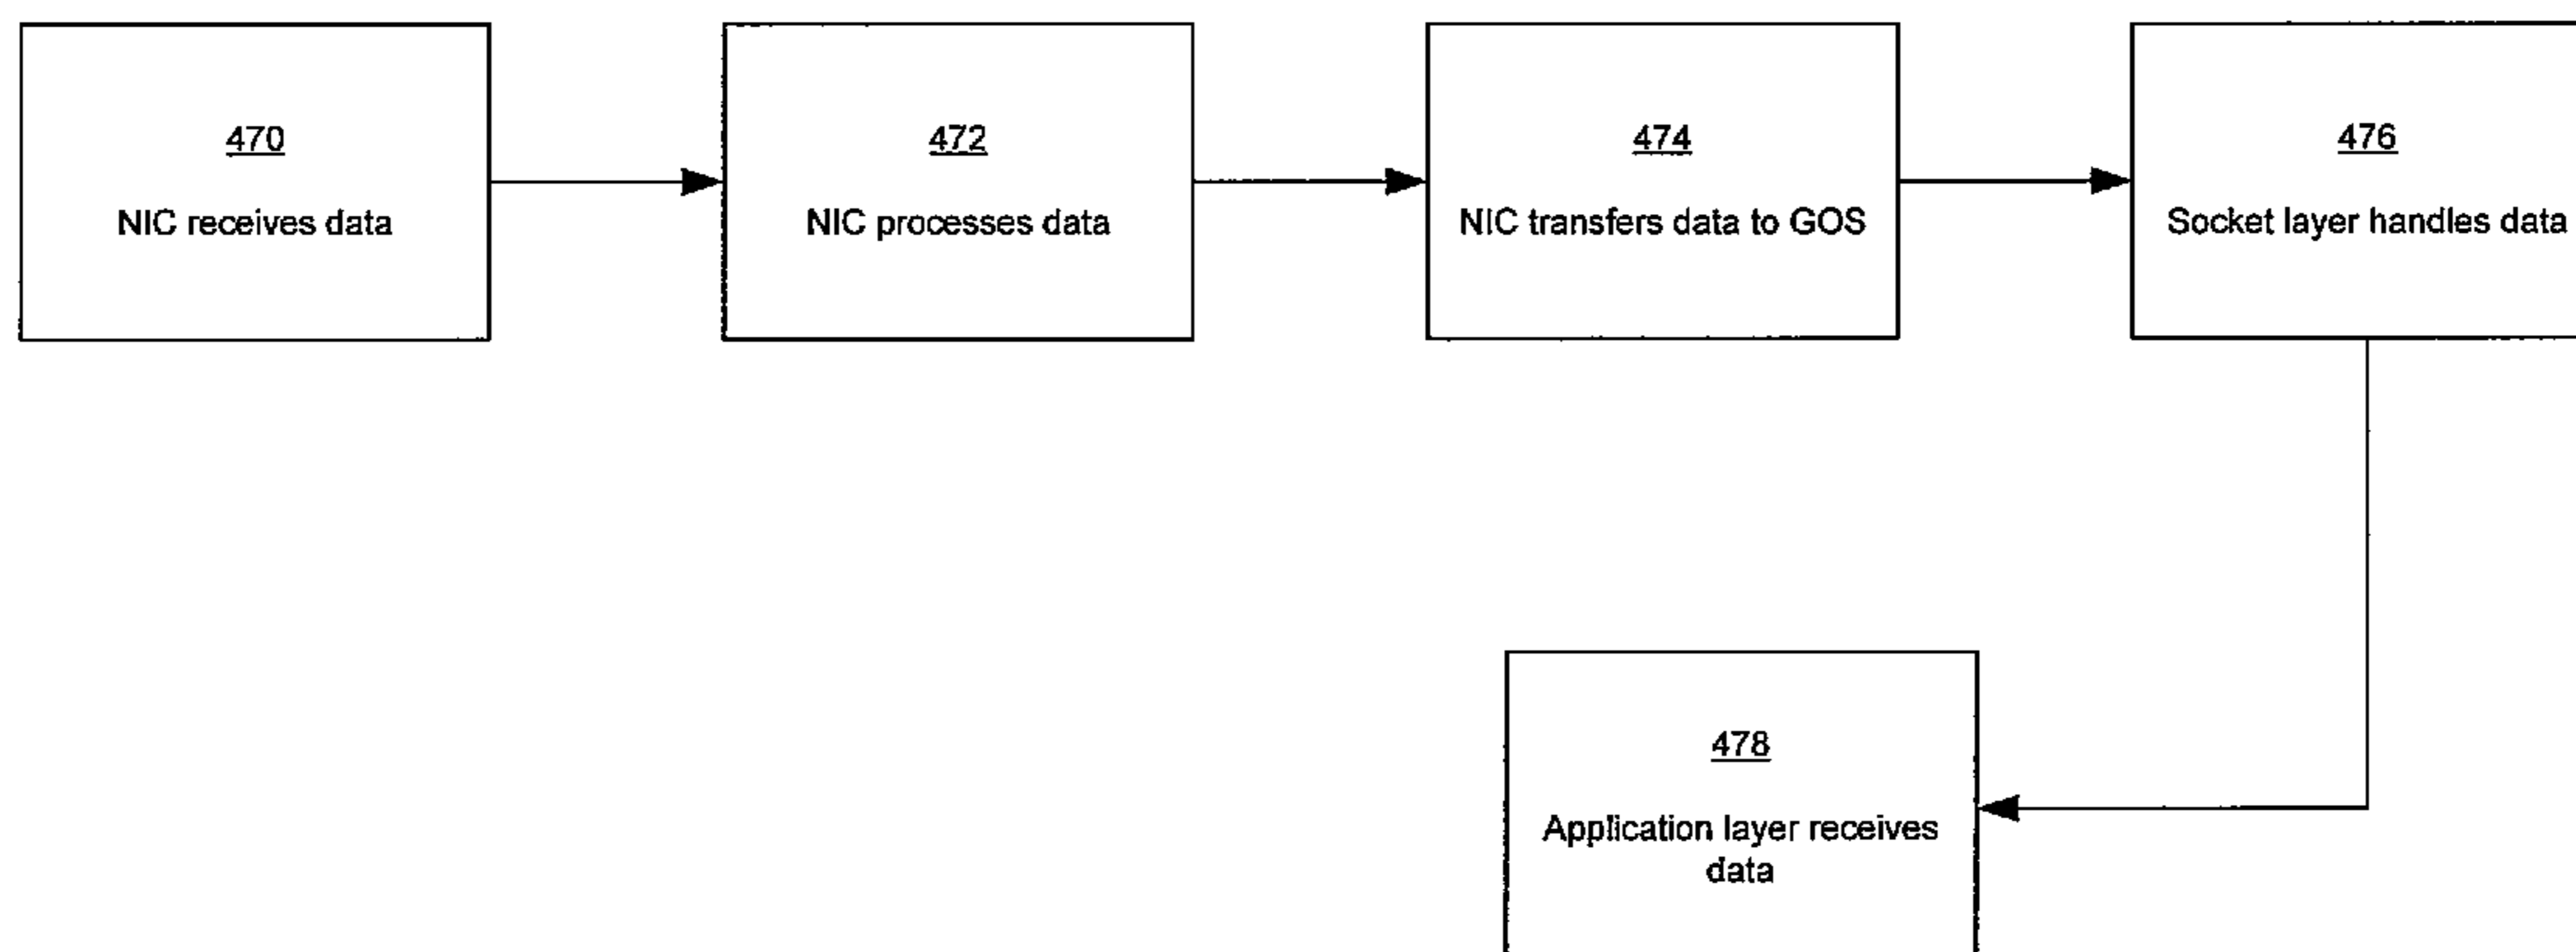 470
NIC receives data
472
NIC processes data
474
NIC transfers data to GOS
476
Socket layer handles data
478
Application layer receives
data